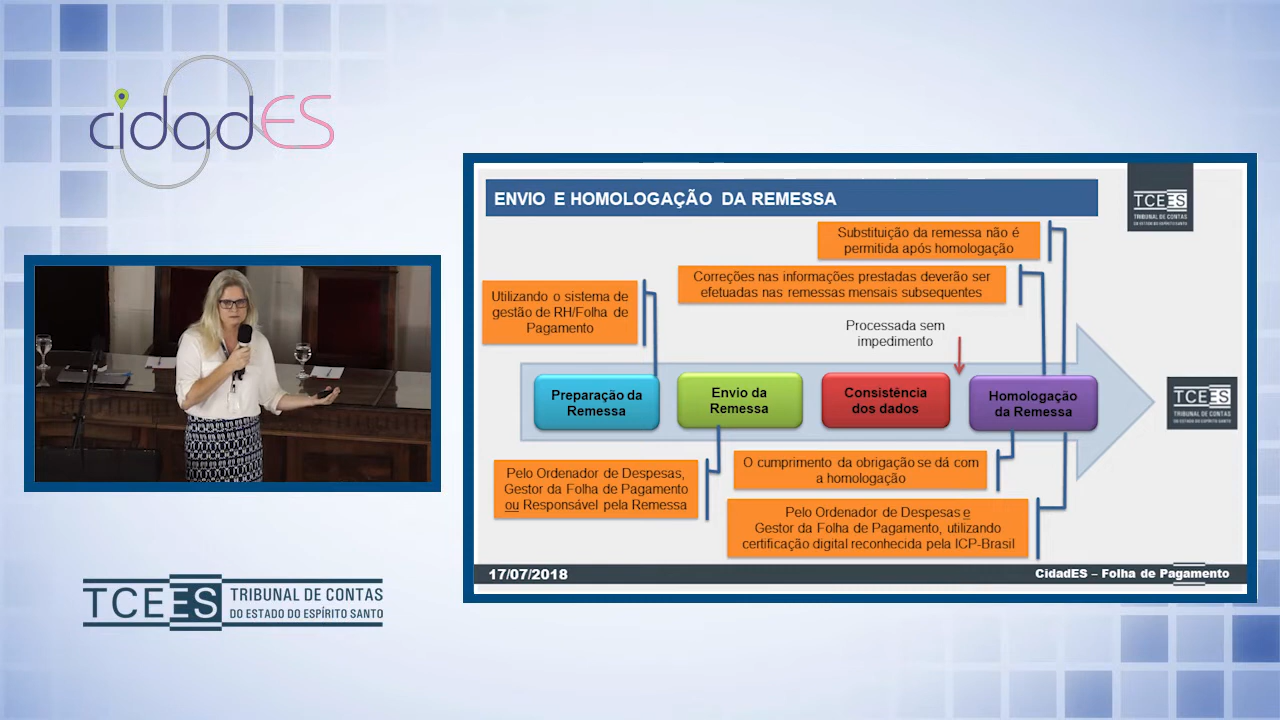 cidadES
TCEES
TRIBUNAL DE CONTAS
DO ESTADO DO ESPÍRITO SANTO
ENVIO E HOMOLOGAÇÃO DA REMESSA
TCEES
TRIBUNAL DE CONTAS
DO ESTADO DO ESPÍRITO SANTO
Substituição da remessa não é
permitida após homologação
Correções nas informações prestadas deverão ser
efetuadas nas remessas mensais subsequentes
Utilizando o sistema de
gestão de RH/Folha de
Pagamento
Processada sem
impedimento
Preparação da
Remessa
Envio da
Remessa
Consistência
dos dados
Homologação
da Remessa
TCEES
TRIBUNAL DE CONTAS
DO ESTADO DO ESPÍRITO SANTO
Pelo Ordenador de Despesas,
Gestor da Folha de Pagamento
ou Responsável pela Remessa
O cumprimento da obrigação se dá com
a homologação
Pelo Ordenador de Despesas e
Gestor da Folha de Pagamento, utilizando
certificação digital reconhecida pela ICP-Brasil
17/07/2018
CidadES – Folha de Pagamento